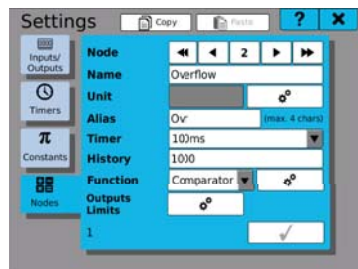 Settings Copy Paste ? ×
Inputs/
Outputs
Timers
π
Constants
Nodes
Node 2
Name Overflow
Unit
Alias Ov (max. 4 chars)
Timer 100ms
History 1000
Function Comparator
Outputs
Limits
1